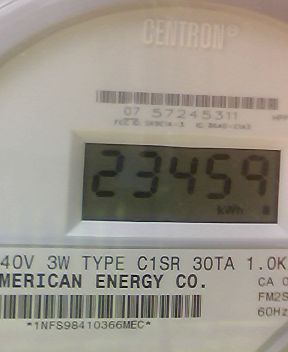 CENTRON®
07 57245311
23459
kWh
40V 3W TYPE C1SR 30TA 1.0K
MERICAN ENERGY CO.
CA 0
FM2S
60Hz
*1NFS98410366MEC*